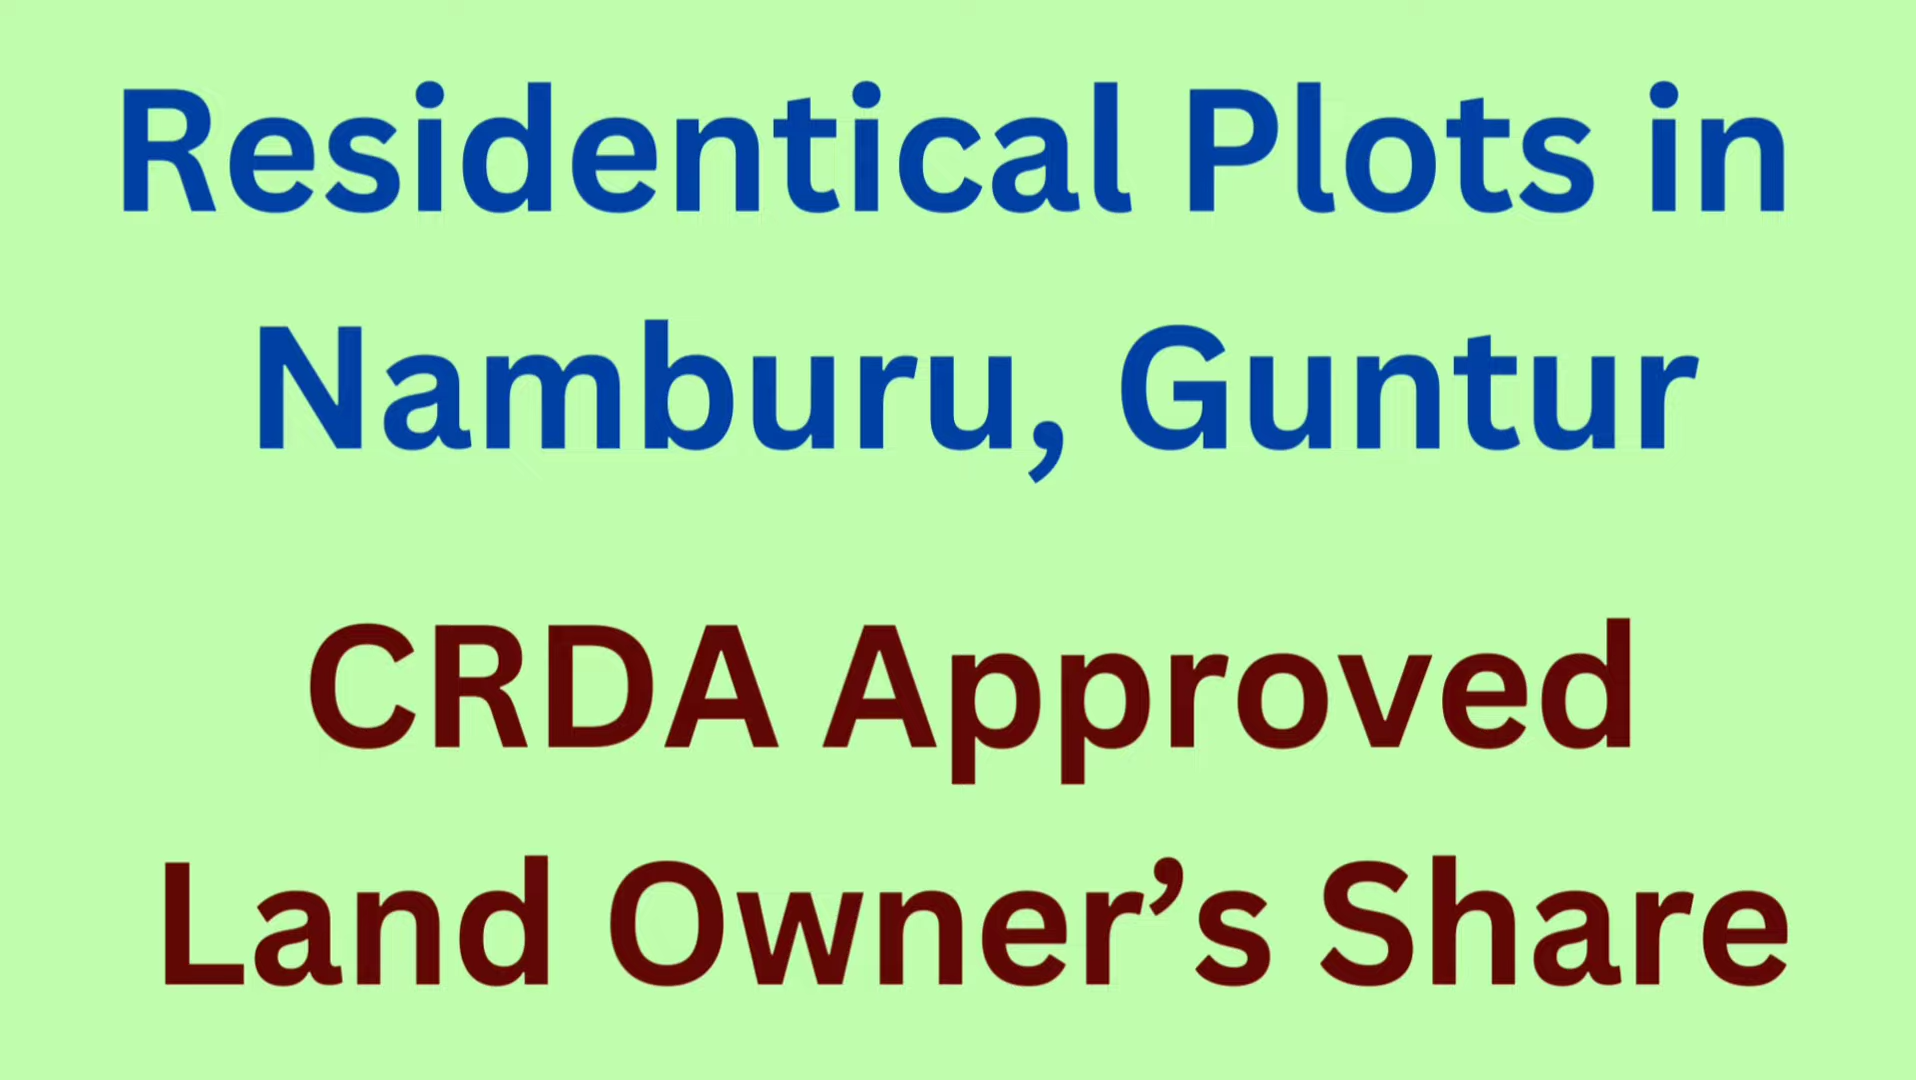 Residentical Plots in
Namburu, Guntur
CRDA Approved
Land Owner’s Share